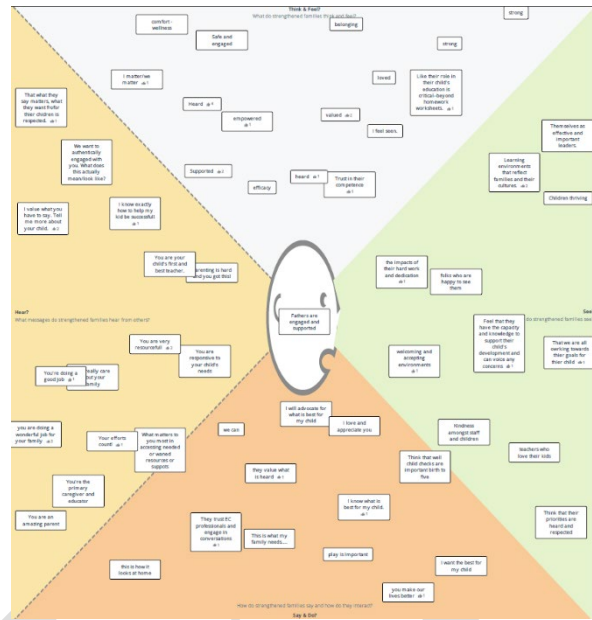 Think & Feel?
What do strengthened families think and feel?
comfort -
wellness
Safe and
engaged
belonging
strong
strong
I matter/we
matter
loved
Like their role in
their child's
education is
critical-beyond
homework
worksheets.
Heard
empowered
valued
I feel seen.
Supported
efficacy
heard
Trust in their
competence
That what they
say matters, what
they want for/for
their children is
respected.
We want to
authentically
engaged with
you. What does
this actually
mean/look like?
I value what you
have to say. Tell
me more about
your child.
I know exactly
how to help my
kid be successful!
You are your
child's first and
best teacher.
parenting is hard
and you got this!
Hear?
What messages do strengthened families hear from others?
You are very
resourceful!
You are
responsive to
your child's
needs
You're doing a
good job
really care
out your
family
you are doing a
wonderful job for
your family.
Your efforts
count!
What matters to
you most in
accessing needed
or waned
resources or
supports
You're the
primary
caregiver and
educator
You are an
amazing parent
Fathers are
engaged and
supported
Themselves as
effective and
important
leaders.
Learning
environments
that reflect
families and their
cultures.
Children thriving
the impacts of
their hard work
and dedication
folks who are
happy to see
them
See
do strengthened families see
Feel that they
have the capacity
and knowledge to
support their
child's
development and
can voice any
concerns
That we are all
working towards
their goals for
their child
welcoming and
accepting
environments
Kindness
amongst staff
and children
teachers who
love their kids
Think that their
priorities are
heard and
respected
I will advocate for
what is best for
my child
I love and
appreciate you
we can
they value what
is heard
Think that well
child checks are
important birth to
five
I know what is
best for my child.
They trust EC
professionals and
engage in
conversations
This is what my
family needs....
play is important
this is how it
looks at home
I want the best for
my child
you make our
lives better
How do strengthened families say and how do they interact?
Say & Do?